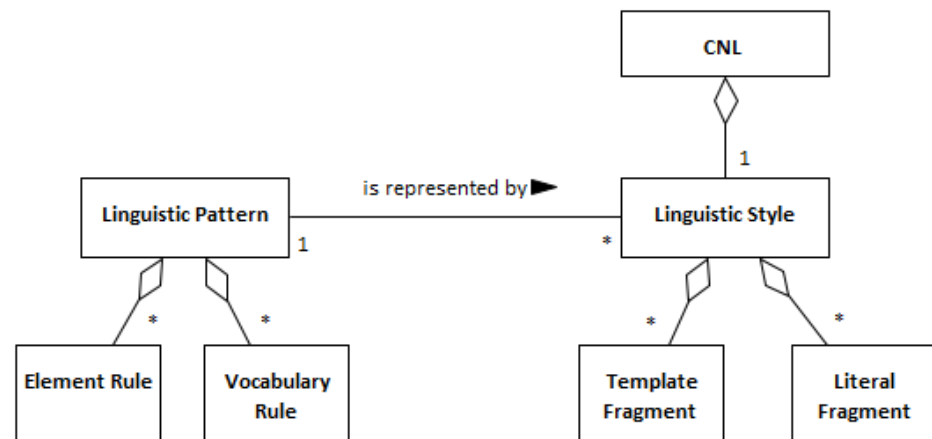 CNL
1
is represented by
Linguistic Pattern
Linguistic Style
1
*
*
*
*
*
Element Rule
Vocabulary
Rule
Template
Fragment
Literal
Fragment